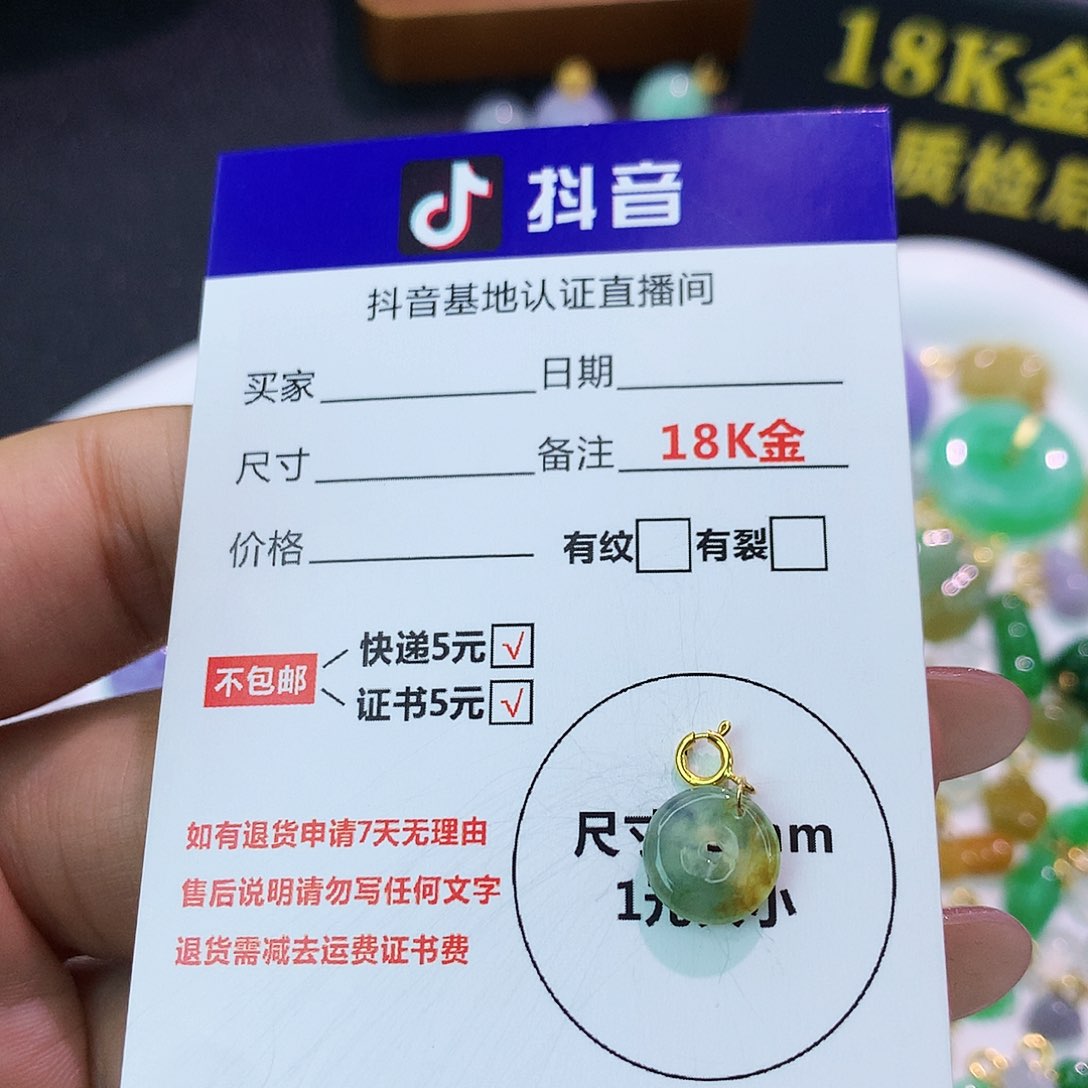 18K金
质检
抖音
抖音基地认证直播间
买家 日期
尺寸 备注 18K金
价格 有纹 有裂
不包邮
快递5元 √
证书5元 √
如有退货申请7天无理由
售后说明请勿写任何文字
退货需减去运费证书费
尺寸 m
1元 小